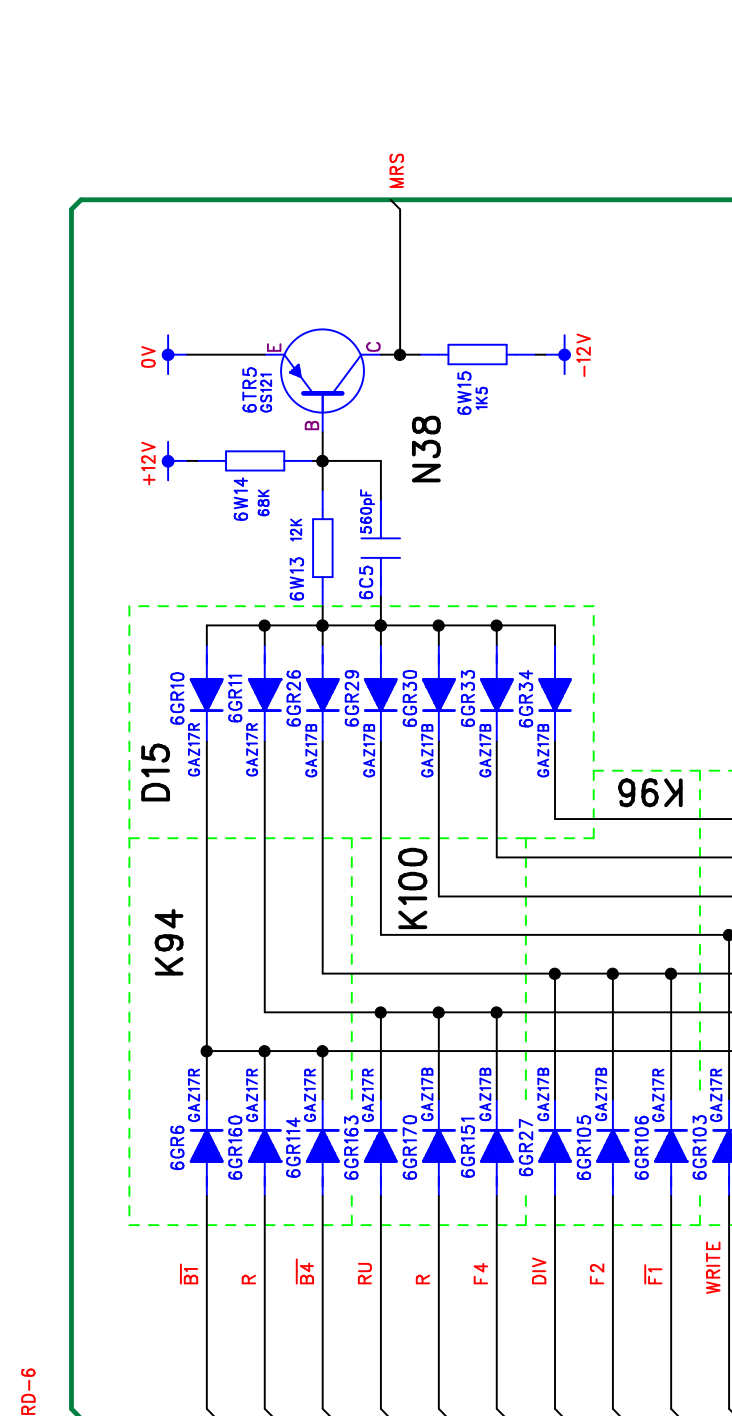 MRS
0V
E
C
-12V
6TR5
GS121
6W15
1K5
B
+12V
N38
6W14
68K
12K
560pF
6W13
6C5
6GR10
6GR11
6GR26
6GR29
6GR30
6GR33
6GR34
GAZ17R
GAZ17R
GAZ17B
GAZ17B
GAZ17B
GAZ17B
GAZ17B
D15
K96
K100
K94
GAZ17R
GAZ17R
GAZ17R
GAZ17R
GAZ17B
GAZ17B
GAZ17B
GAZ17B
GAZ17R
GAZ17R
6GR6
6GR160
6GR114
6GR163
6GR170
6GR151
6GR27
6GR105
6GR106
6GR103
B̅1̅
R
B̅4̅
RU
R
F4
DIV
F2
F̅1̅
WRITE
RD-6